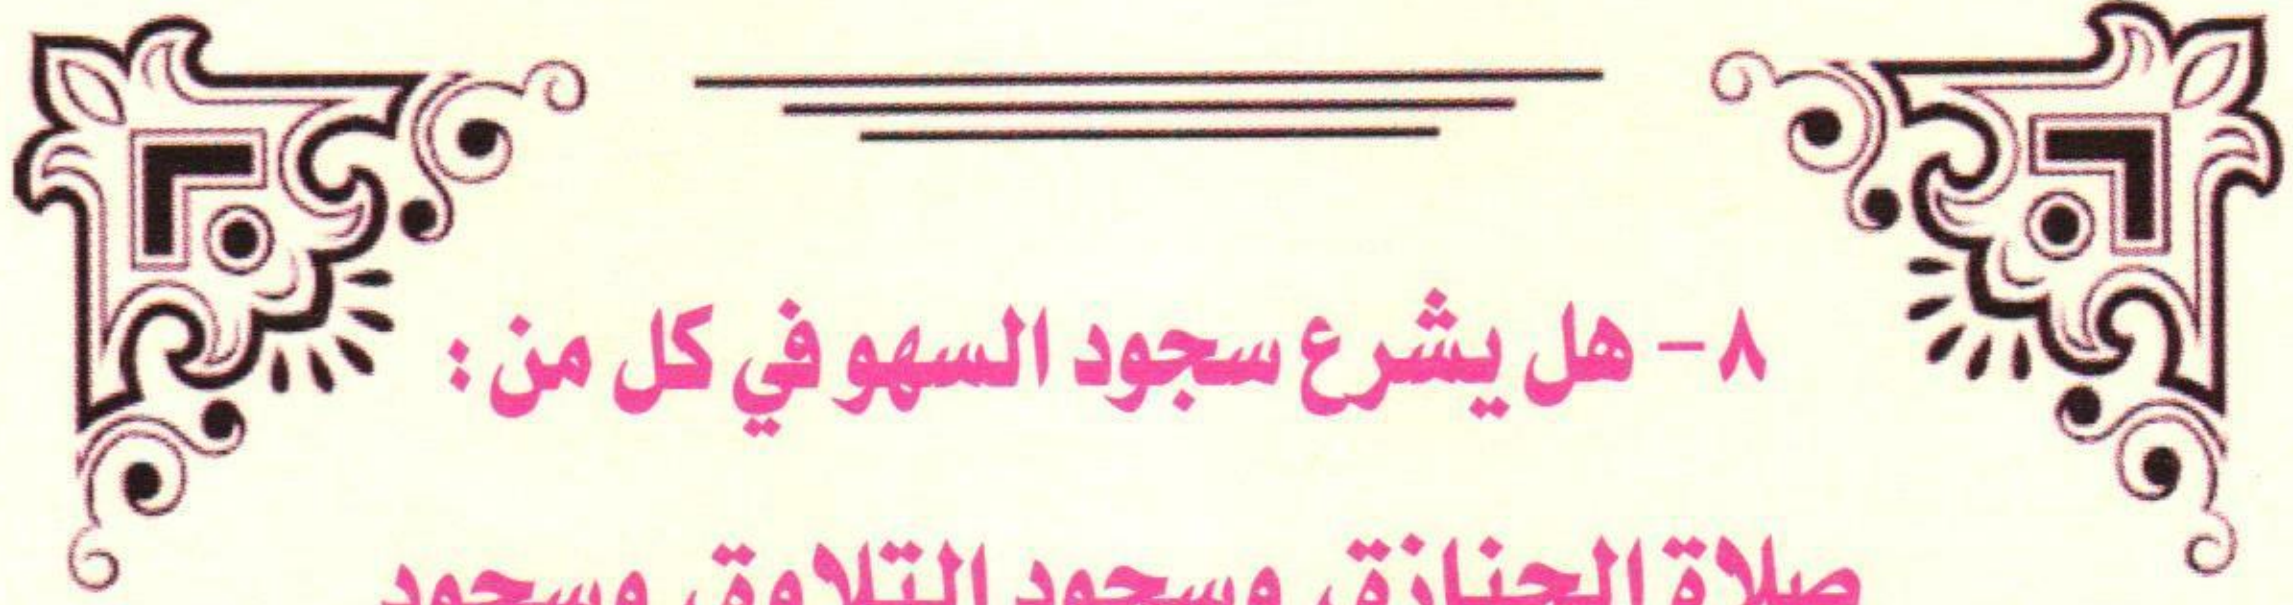 ٨ - هل يشرع سجود السهو في كل من :
صلاة الجنازة، وسجود التلاوة، وسجود